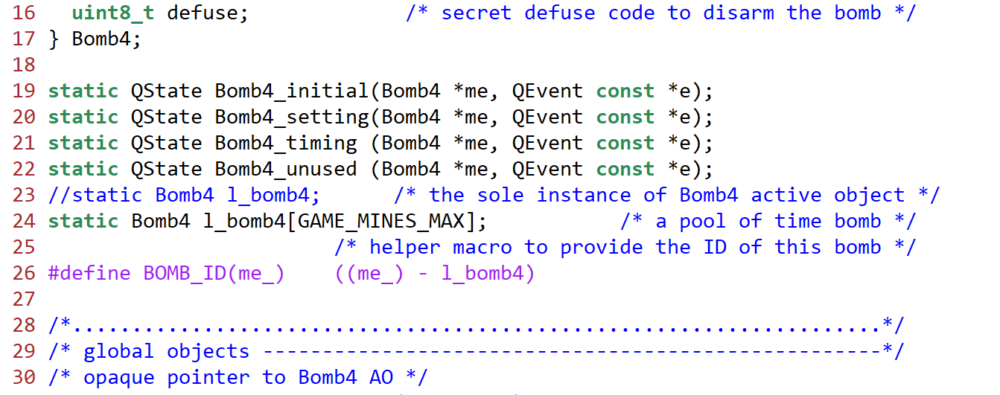 16   uint8_t defuse;             /* secret defuse code to disarm the bomb */
17 } Bomb4;
18
19 static QState Bomb4_initial(Bomb4 *me, QEvent const *e);
20 static QState Bomb4_setting(Bomb4 *me, QEvent const *e);
21 static QState Bomb4_timing (Bomb4 *me, QEvent const *e);
22 static QState Bomb4_unused (Bomb4 *me, QEvent const *e);
23 //static Bomb4 l_bomb4;      /* the sole instance of Bomb4 active object */
24 static Bomb4 l_bomb4[GAME_MINES_MAX];           /* a pool of time bomb */
25                         /* helper macro to provide the ID of this bomb */
26 #define BOMB_ID(me_)    ((me_) - l_bomb4)
27
28 /*....................................................................*/
29 /* global objects ----------------------------------------------------*/
30 /* opaque pointer to Bomb4 AO */